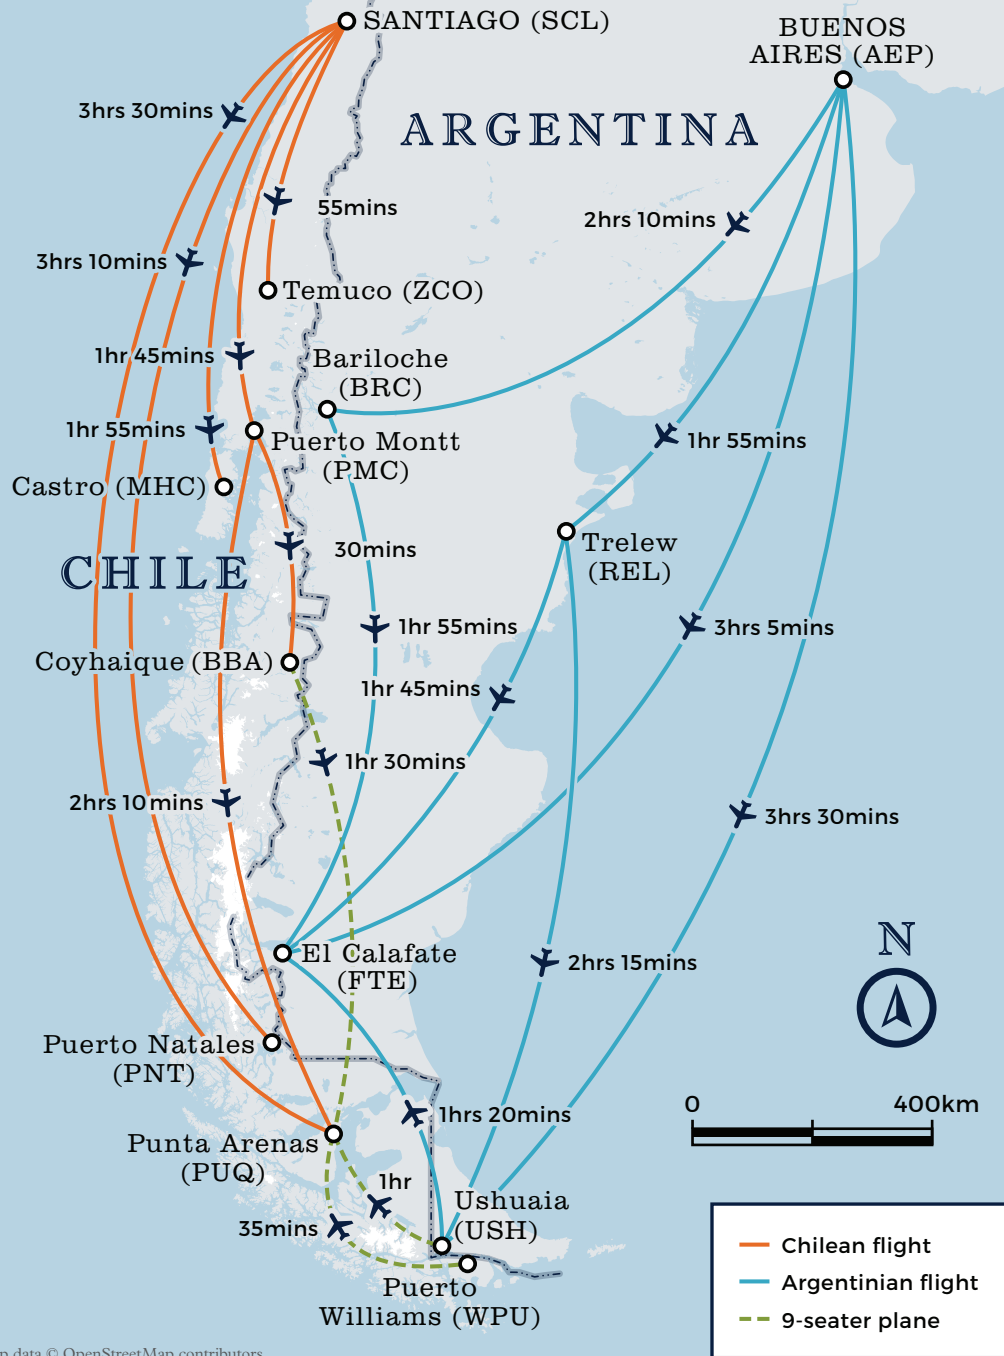 SANTIAGO (SCL)
BUENOS
AIRES (AEP)
3hrs 30mins
ARGENTINA
55mins
2hrs 10mins
3hrs 10mins
Temuco (ZCO)
1hr 45mins
Bariloche
(BRC)
1hr 55mins
Puerto Montt
(PMC)
1hr 55mins
Castro (MHC)
30mins
Trelew
(REL)
CHILE
1hr 55mins
3hrs 5mins
Coyhaique (BBA)
1hr 45mins
1hr 30mins
2hrs 10mins
3hrs 30mins
N
El Calafate
(FTE)
2hrs 15mins
Puerto Natales
(PNT)
0
400km
1hrs 20mins
Punta Arenas
(PUQ)
1hr
Ushuaia
(USH)
35mins
Puerto
Williams (WPU)
Chilean flight
Argentinian flight
9-seater plane
data © OpenStreetMap contributors